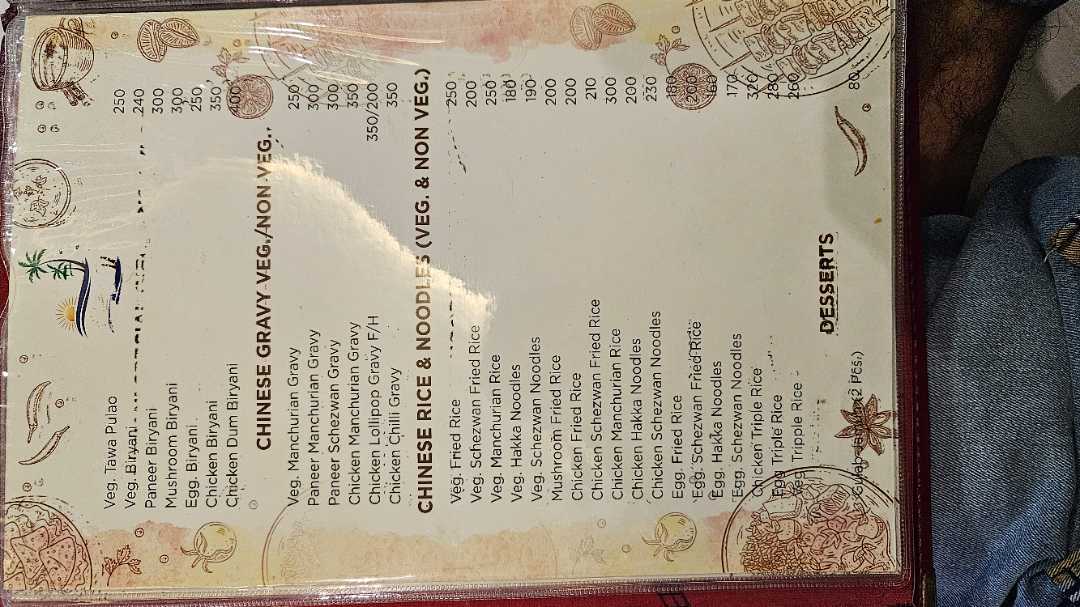 Veg. Tawa Pulao 250
Veg. Biryani 240
Paneer Biryani 300
Mushroom Biryani 300
Egg. Biryani 250
Chicken Biryani 350
Chicken Dum Biryani 400
CHINESE GRAVY VEG./NON VEG.
Veg. Manchurian Gravy 250
Paneer Manchurian Gravy 300
Paneer Schezwan Gravy 300
Chicken Manchurian Gravy 350
Chicken Lollipop Gravy F/H 350/200
Chicken Chilli Gravy 350
CHINESE RICE & NOODLES (VEG. & NON VEG.)
Veg. Fried Rice 250
Veg. Schezwan Fried Rice 200
Veg. Manchurian Rice 250
Veg. Hakka Noodles 180
Veg. Schezwan Noodles 190
Mushroom Fried Rice 200
Chicken Fried Rice 200
Chicken Schezwan Fried Rice 210
Chicken Manchurian Rice 300
Chicken Hakka Noodles 200
Chicken Schezwan Noodles 230
Egg. Fried Rice 180
Egg. Schezwan Fried Rice 200
Egg. Hakka Noodles 160
Egg. Schezwan Noodles 170
Chicken Triple Rice 320
Egg Triple Rice 280
Veg. Tripple Rice 260
DESSERTS
Gulab (2 Pcs.) 80